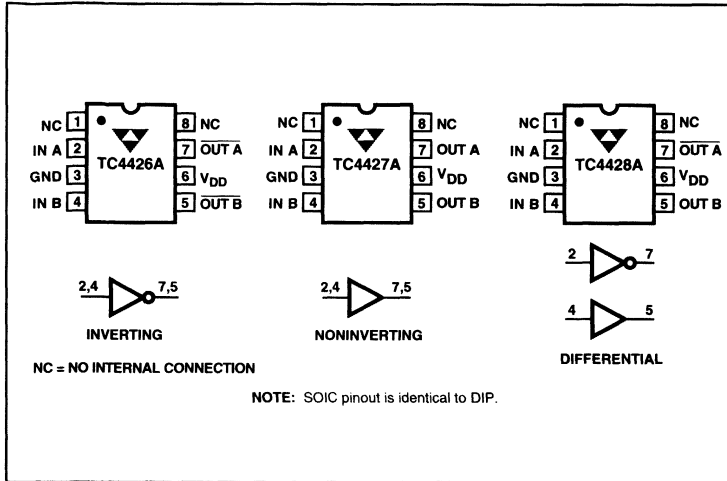 NC 1 8 NC
IN A 2 7 O̅U̅T̅ ̅A̅
GND 3 6 VDD
IN B 4 5 O̅U̅T̅ ̅B̅
TC4426A
2,4 7,5
INVERTING
NC 1 8 NC
IN A 2 7 OUT A
GND 3 6 VDD
IN B 4 5 OUT B
TC4427A
2,4 7,5
NONINVERTING
NC 1 8 NC
IN A 2 7 O̅U̅T̅ ̅A̅
GND 3 6 VDD
IN B 4 5 OUT B
TC4428A
2 7
4 5
DIFFERENTIAL
NC = NO INTERNAL CONNECTION
NOTE: SOIC pinout is identical to DIP.